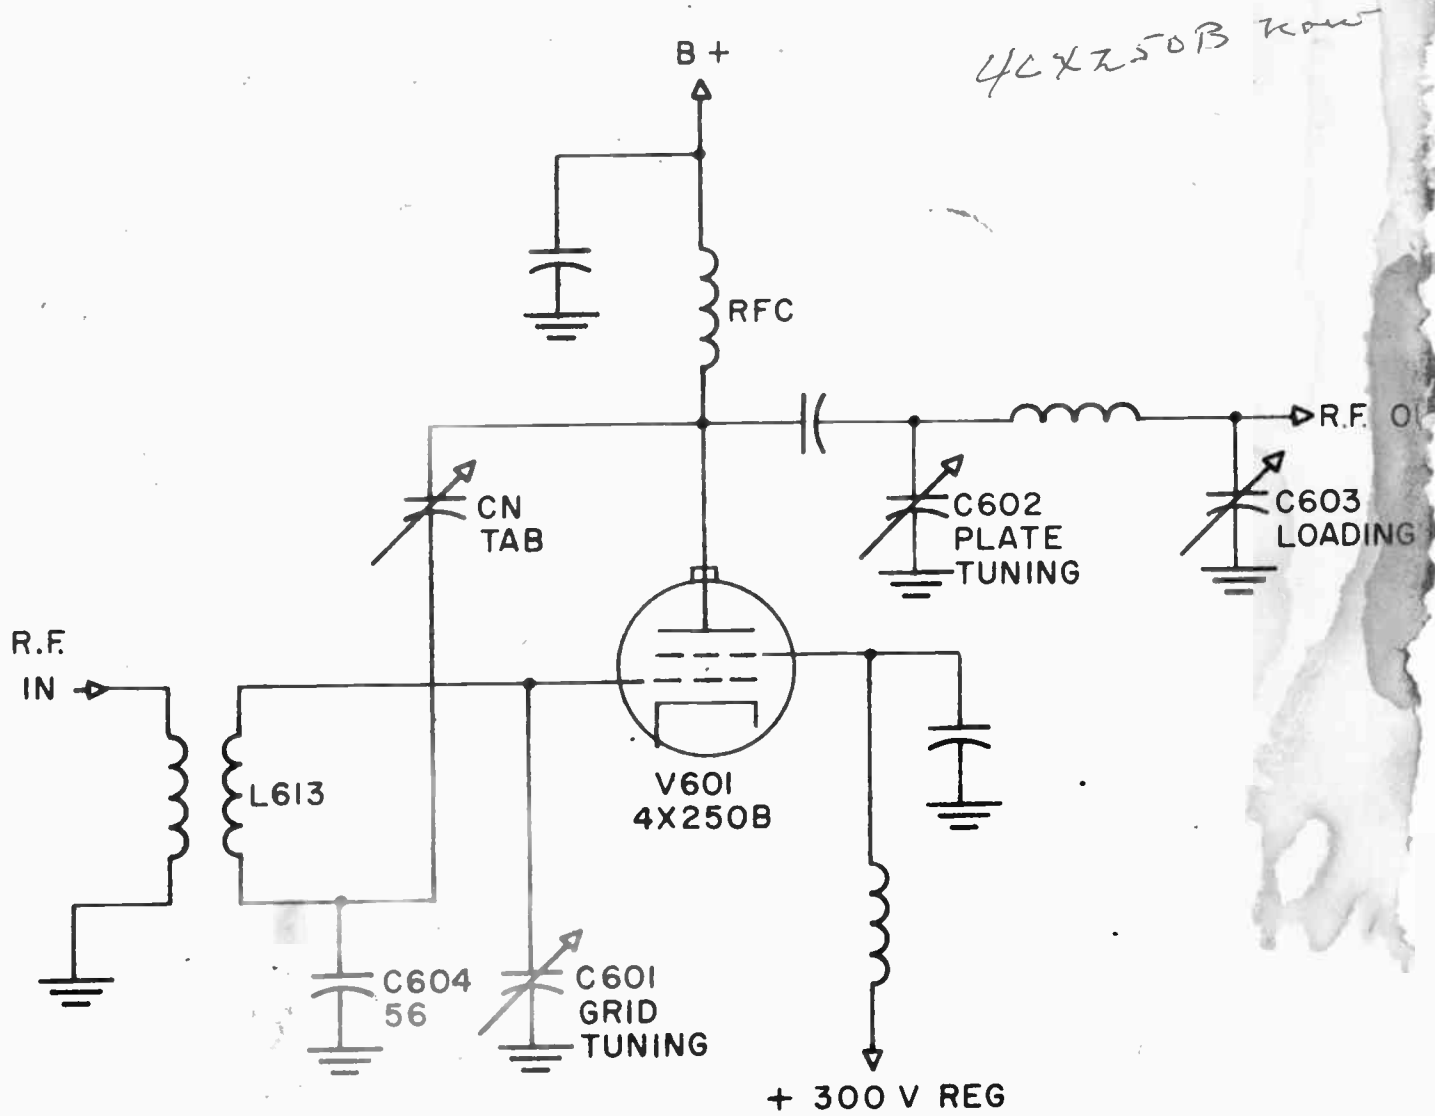 4CX250B now
B +
RFC
R.F.
CN
TAB
C602
PLATE
TUNING
C603
LOADING
R.F.
IN
L613
V601
4X250B
C604
56
C601
GRID
TUNING
+ 300 V REG